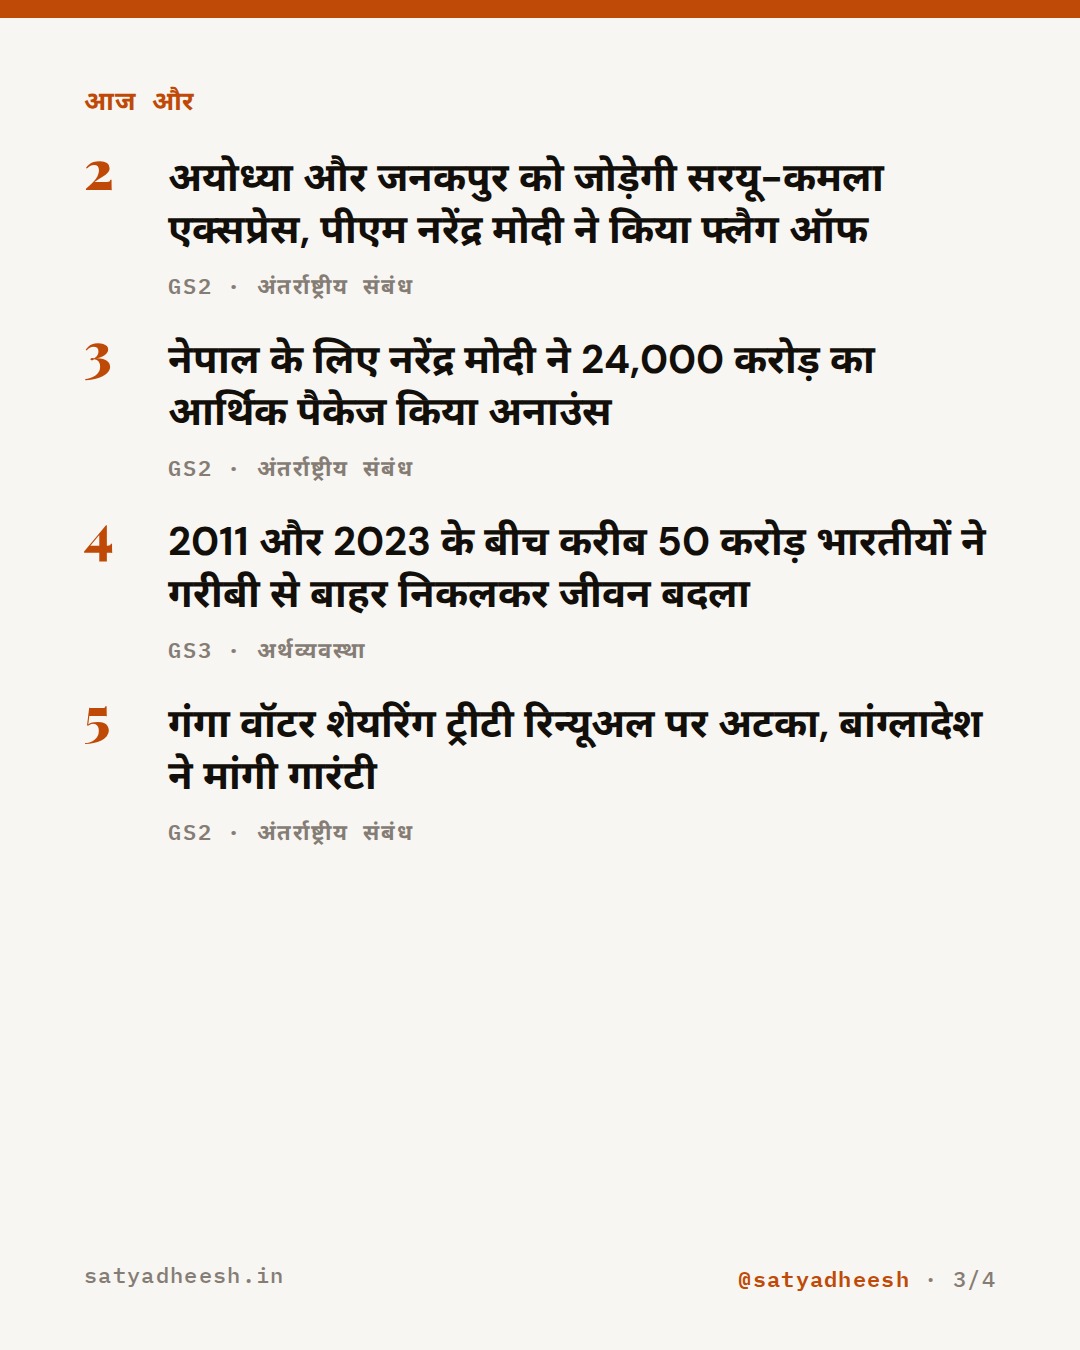 आज और
2
अयोध्या और जनकपुर को जोड़ेगी सरयू-कमला
एक्सप्रेस, पीएम नरेंद्र मोदी ने किया फ्लैग ऑफ
GS2 · अंतर्राष्ट्रीय संबंध
3
नेपाल के लिए नरेंद्र मोदी ने 24,000 करोड़ का
आर्थिक पैकेज किया अनाउंस
GS2 · अंतर्राष्ट्रीय संबंध
4
2011 और 2023 के बीच करीब 50 करोड़ भारतीयों ने
गरीबी से बाहर निकलकर जीवन बदला
GS3 · अर्थव्यवस्था
5
गंगा वॉटर शेयरिंग ट्रीटी रिन्यूअल पर अटका, बांग्लादेश
ने मांगी गारंटी
GS2 · अंतर्राष्ट्रीय संबंध
satyadheesh.in
@satyadheesh · 3/4